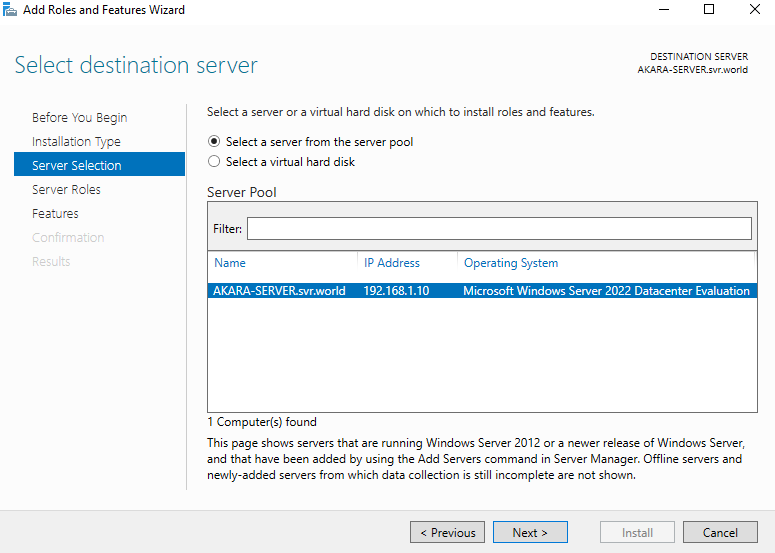 Add Roles and Features Wizard
Select destination server
DESTINATION SERVER
AKARA-SERVER.svr.world
Before You Begin
Installation Type
Server Selection
Server Roles
Features
Confirmation
Results
Select a server or a virtual hard disk on which to install roles and features.
Select a server from the server pool
Select a virtual hard disk
Server Pool
Filter:
Name IP Address Operating System
AKARA-SERVER.svr.world 192.168.1.10 Microsoft Windows Server 2022 Datacenter Evaluation
1 Computer(s) found
This page shows servers that are running Windows Server 2012 or a newer release of Windows Server,
and that have been added by using the Add Servers command in Server Manager. Offline servers and
newly-added servers from which data collection is still incomplete are not shown.
< Previous Next > Install Cancel